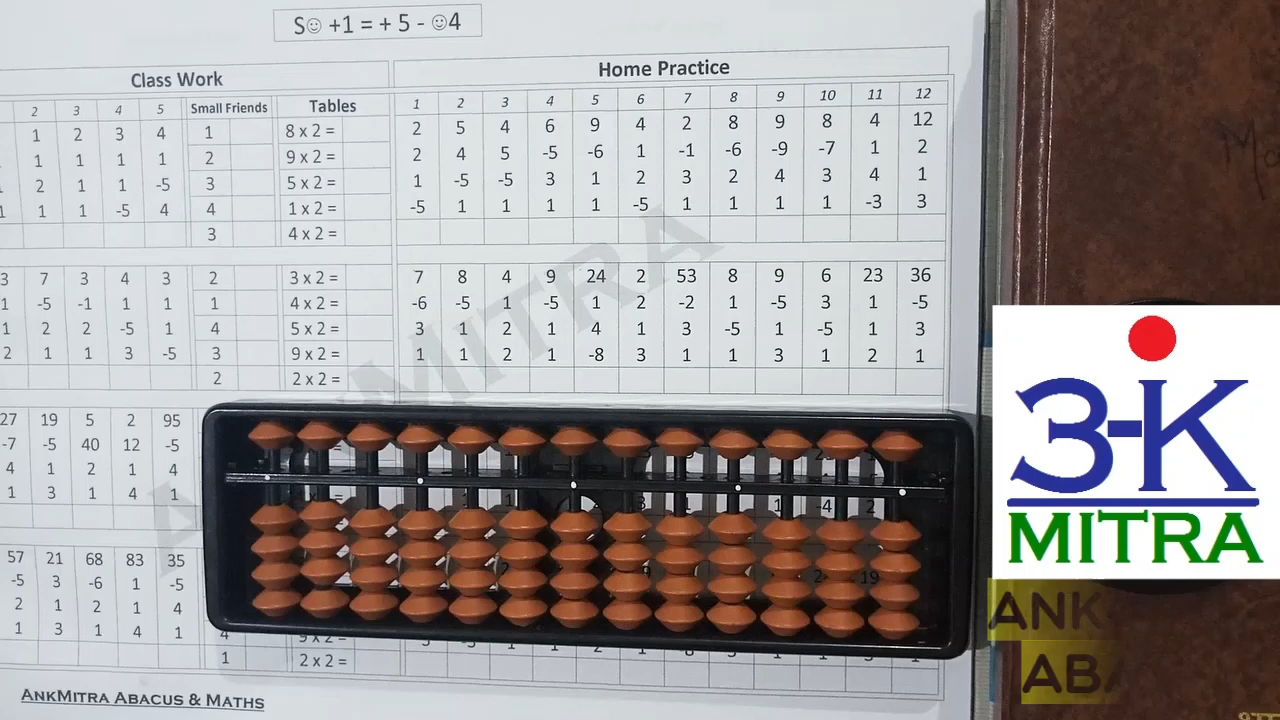 S☺ +1 = + 5 - ☺4
Class Work
Home Practice
2 3 4 5 Small Friends Tables
1 2 3 4 5 6 7 8 9 10 11 12
1 2 3 4 1 8 x 2 = 2 5 4 6 9 4 2 8 9 8 4 12
1 1 1 1 2 9 x 2 = 2 4 5 -5 -6 1 -1 -6 -9 -7 1 2
2 1 1 -5 3 5 x 2 = 1 -5 -5 3 1 2 3 2 4 3 4 1
1 1 1 -5 4 4 1 x 2 = -5 1 1 1 1 -5 1 1 1 1 -3 3
3 4 x 2 =
3 7 3 4 3 2 3 x 2 = 7 8 4 9 24 2 53 8 9 6 23 36
1 -5 -1 1 1 1 4 x 2 = -6 -5 1 -5 1 2 -2 1 -5 3 1 -5
1 2 2 -5 1 4 5 x 2 = 3 1 2 1 4 1 3 -5 1 -5 1 3
2 1 1 3 -5 3 9 x 2 = 1 1 2 1 -8 3 1 1 3 1 2 1
2 2 x 2 =
27 19 5 2 95
-7 -5 40 12 -5
4 1 2 1 4
1 3 1 4 1
57 21 68 83 35
-5 3 -6 1 -5
2 1 2 1 4
1 3 1 4 1
1 2 x 2 =
AnkMitra Abacus & Maths
3-K
MITRA
ANK
ABA